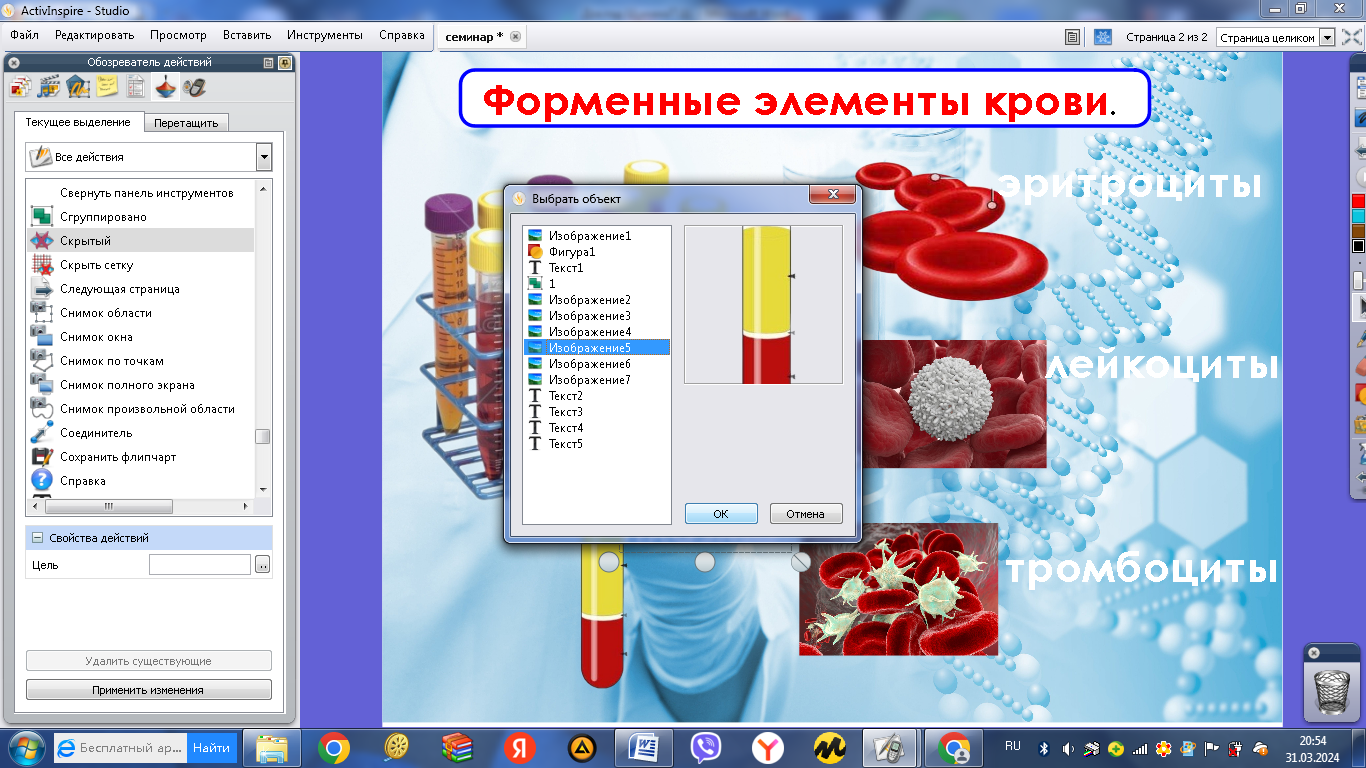 ActivInspire - Studio
Файл Редактировать Просмотр Вставить Инструменты Справка
семинар *
Страница 2 из 2
Страница целиком
Обозреватель действий
Текущее выделение
Перетащить
Все действия
Свернуть панель инструментов
Сгруппировано
Скрытый
Скрыть сетку
Следующая страница
Снимок области
Снимок окна
Снимок по точкам
Снимок полного экрана
Снимок произвольной области
Соединитель
Сохранить флипчарт
Справка
Свойства действий
Цель
..
Удалить существующие
Применить изменения
Форменные элементы крови.
эритроциты
лейкоциты
тромбоциты
Выбрать объект
Изображение1
Фигура1
Текст1
1
Изображение2
Изображение3
Изображение4
Изображение5
Изображение6
Изображение7
Текст2
Текст3
Текст4
Текст5
ОК
Отмена
Бесплатный ар...
Найти
RU
20:54
31.03.2024